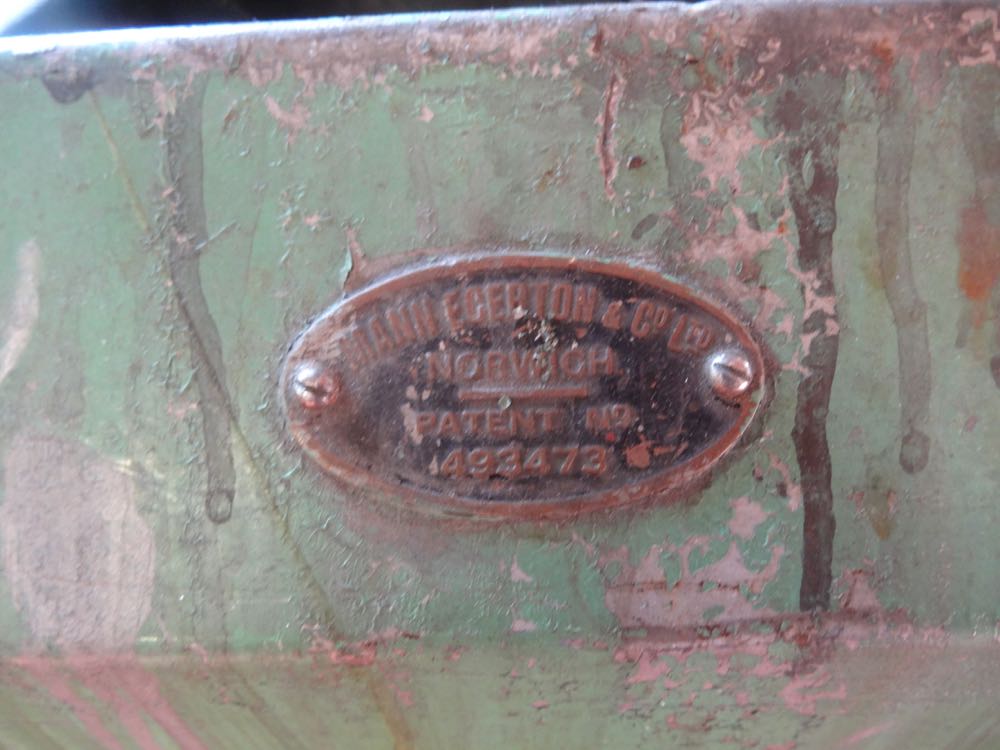 MANN EGERTON & CO LTD
NORWICH
PATENT NO
493473